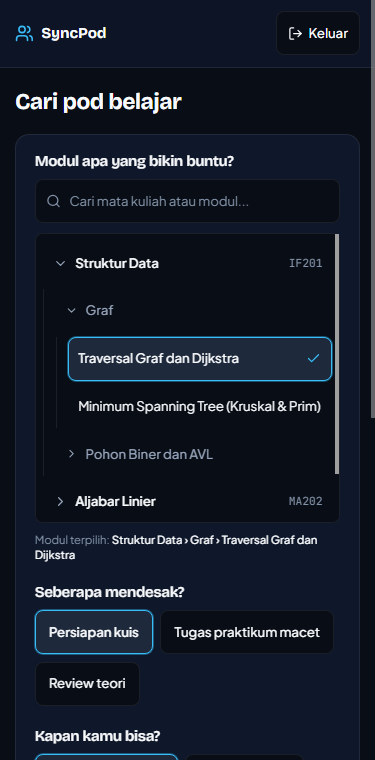 SyncPod
Keluar
Cari pod belajar
Modul apa yang bikin buntu?
Cari mata kuliah atau modul...
Struktur Data IF201
Graf
Traversal Graf dan Dijkstra
Minimum Spanning Tree (Kruskal & Prim)
Pohon Biner dan AVL
Aljabar Linier MA202
Modul terpilih: Struktur Data › Graf › Traversal Graf dan
Dijkstra
Seberapa mendesak?
Persiapan kuis Tugas praktikum macet
Review teori
Kapan kamu bisa?